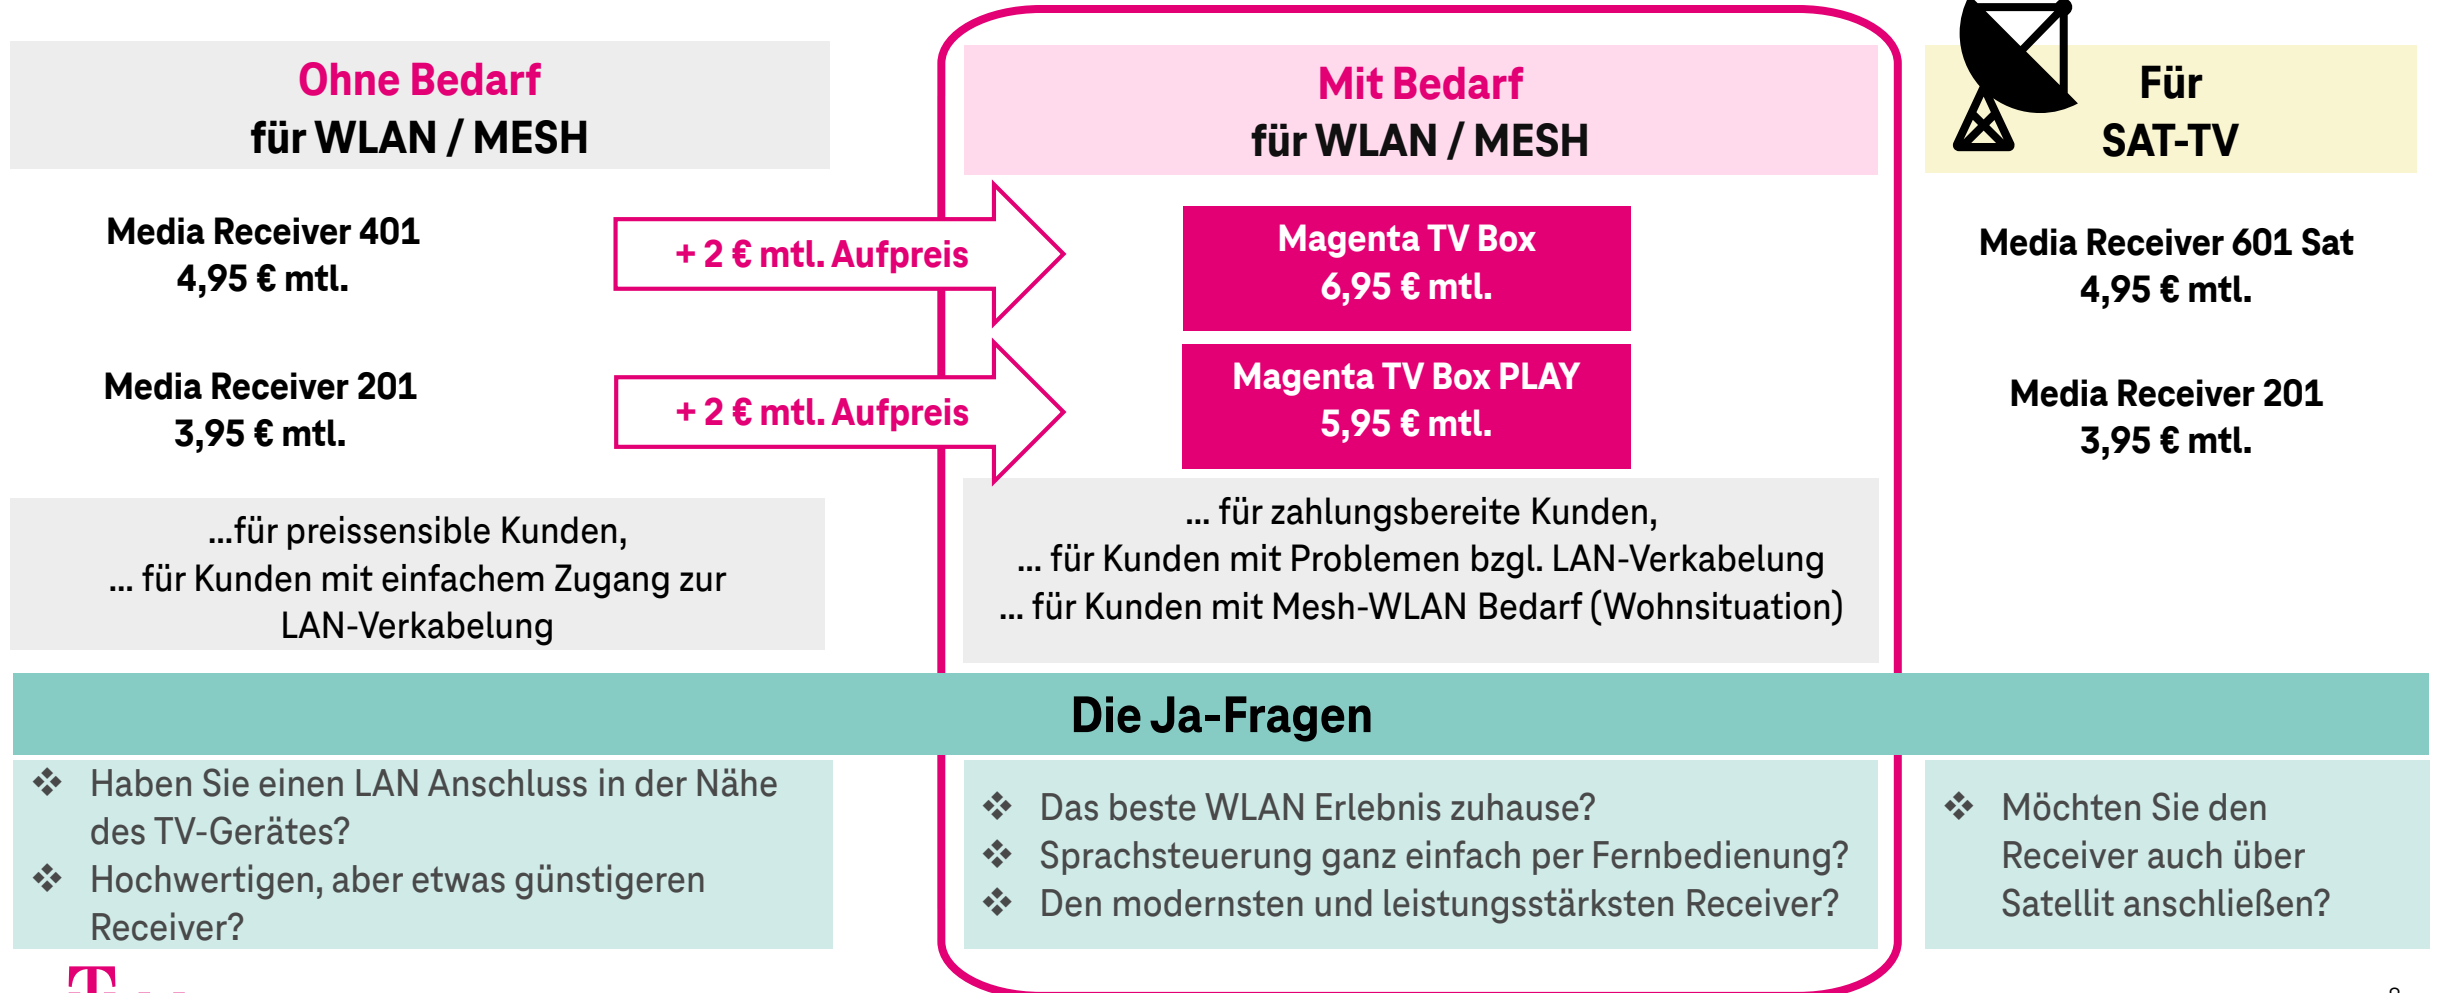 Ohne Bedarf
für WLAN / MESH
Media Receiver 401
4,95 € mtl.
+ 2 € mtl. Aufpreis
Media Receiver 201
3,95 € mtl.
+ 2 € mtl. Aufpreis
...für preissensible Kunden,
... für Kunden mit einfachem Zugang zur
LAN-Verkabelung
Mit Bedarf
für WLAN / MESH
Magenta TV Box
6,95 € mtl.
Magenta TV Box PLAY
5,95 € mtl.
... für zahlungsbereite Kunden,
... für Kunden mit Problemen bzgl. LAN-Verkabelung
... für Kunden mit Mesh-WLAN Bedarf (Wohnsituation)
Für
SAT-TV
Media Receiver 601 Sat
4,95 € mtl.
Media Receiver 201
3,95 € mtl.
Die Ja-Fragen
❖ Haben Sie einen LAN Anschluss in der Nähe
des TV-Gerätes?
❖ Hochwertigen, aber etwas günstigeren
Receiver?
❖ Das beste WLAN Erlebnis zuhause?
❖ Sprachsteuerung ganz einfach per Fernbedienung?
❖ Den modernsten und leistungsstärksten Receiver?
❖ Möchten Sie den
Receiver auch über
Satellit anschließen?
T